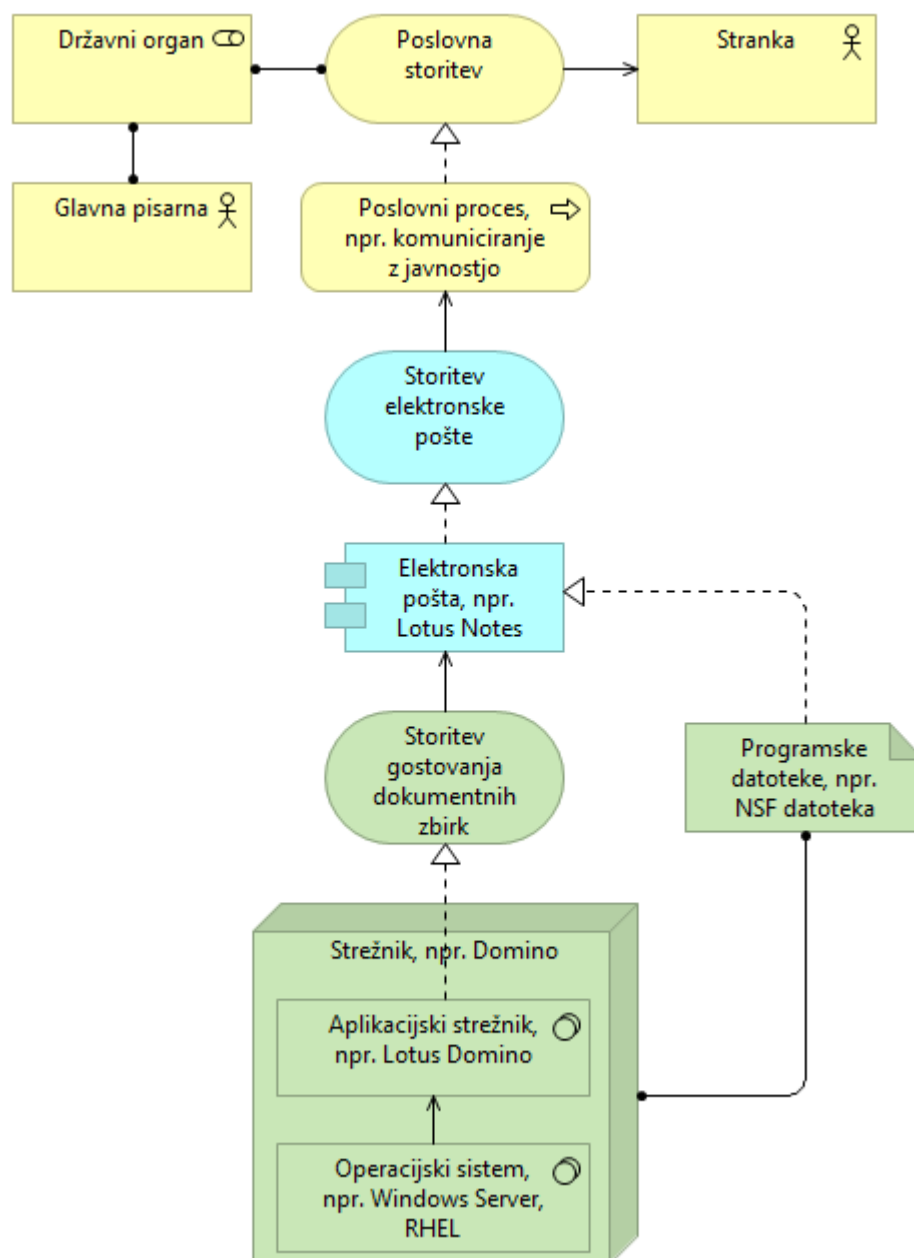 Državni organ
Poslovna
storitev
Stranka
Glavna pisarna
Poslovni proces,
npr. komuniciranje
z javnostjo
Storitev
elektronske
pošte
Elektronska
pošta, npr.
Lotus Notes
Storitev
gostovanja
dokumentnih
zbirk
Programske
datoteke, npr.
NSF datoteka
Strežnik, npr. Domino
Aplikacijski strežnik,
npr. Lotus Domino
Operacijski sistem,
npr. Windows Server,
RHEL